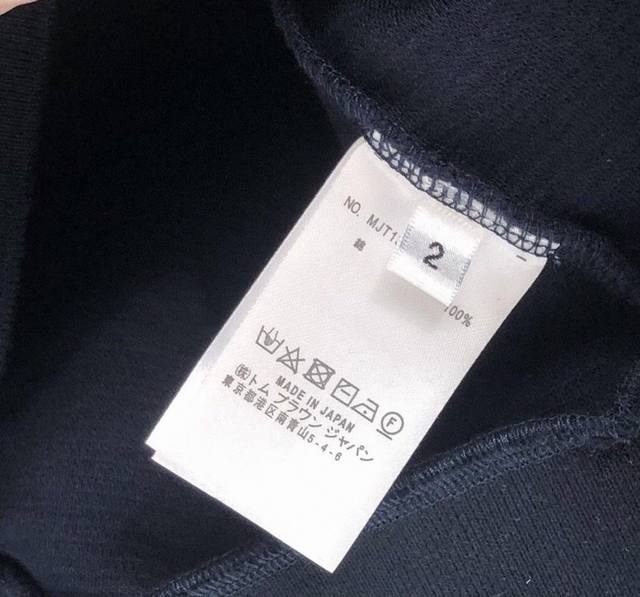 NO. MJT1
2
綿
100%
MADE IN JAPAN
㈱トム ブラウン ジャパン
東京都港区南青山5-4-6
F